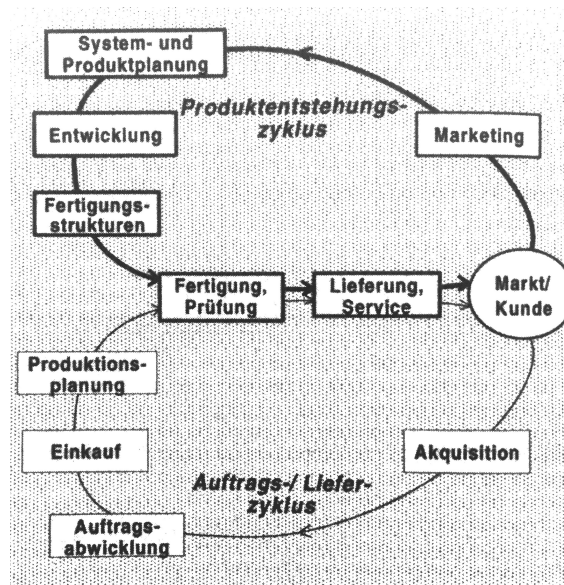 System- und
Produktplanung
Produktentstehungs-
zyklus
Entwicklung
Marketing
Fertigungs-
strukturen
Fertigung,
Prüfung
Lieferung,
Service
Markt/
Kunde
Produktions-
planung
Einkauf
Akquisition
Auftrags-/ Liefer-
zyklus
Auftrags-
abwicklung